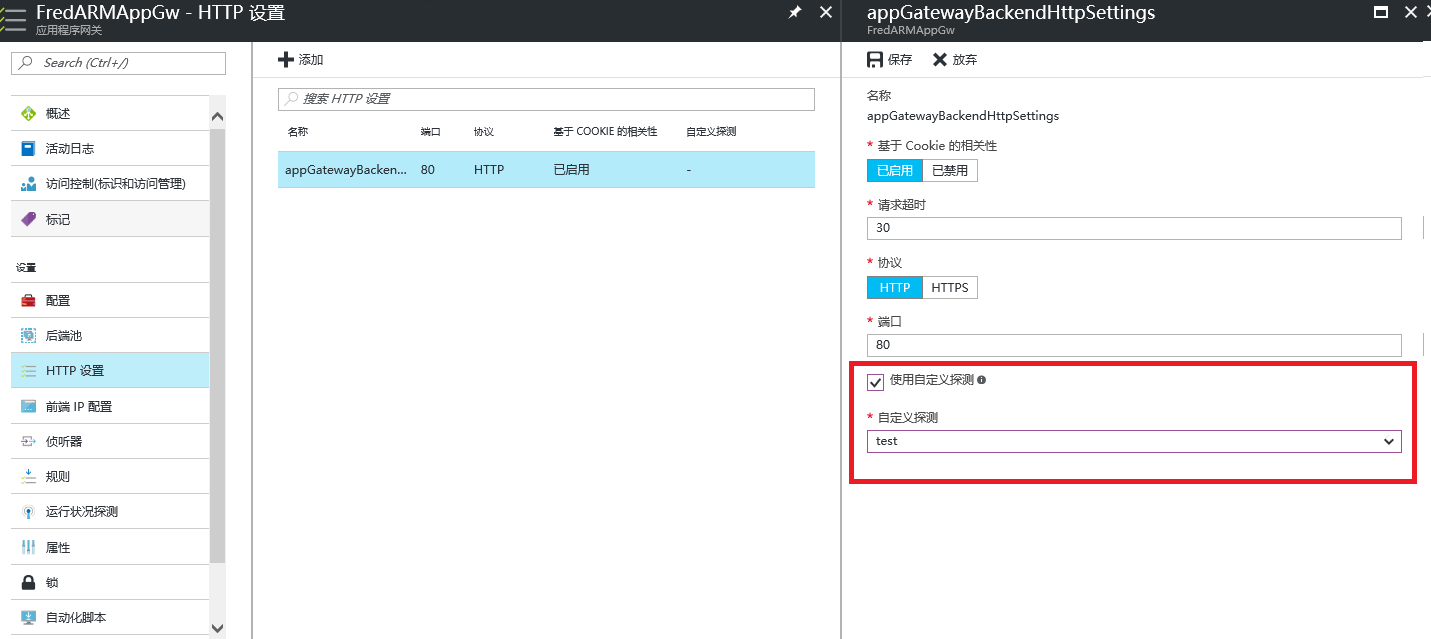 FredARMAppGw - HTTP 设置
应用程序网关
Search (Ctrl+/)
概述
活动日志
访问控制(标识和访问管理)
标记
设置
配置
后端池
HTTP 设置
前端 IP 配置
侦听器
规则
运行状况探测
属性
锁
自动化脚本
添加
搜索 HTTP 设置
名称 端口 协议 基于 COOKIE 的相关性 自定义探测
appGatewayBacken... 80 HTTP 已启用 -
appGatewayBackendHttpSettings
FredARMAppGw
保存 放弃
名称
appGatewayBackendHttpSettings
* 基于 Cookie 的相关性
已启用 已禁用
* 请求超时
30
* 协议
HTTP HTTPS
* 端口
80
使用自定义探测
* 自定义探测
test